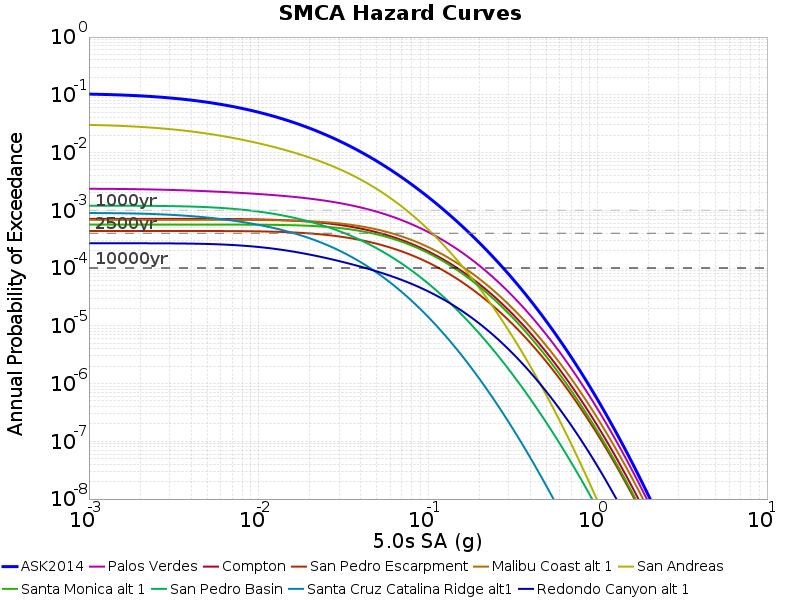 SMCA Hazard Curves
Annual Probability of Exceedance
10^0
10^-1
10^-2
10^-3
10^-4
10^-5
10^-6
10^-7
10^-8
1000yr
2500yr
10000yr
10^-3 10^-2 10^-1 10^0 10^1
5.0s SA (g)
ASK2014 Palos Verdes Compton San Pedro Escarpment Malibu Coast alt 1 San Andreas
Santa Monica alt 1 San Pedro Basin Santa Cruz Catalina Ridge alt1 Redondo Canyon alt 1